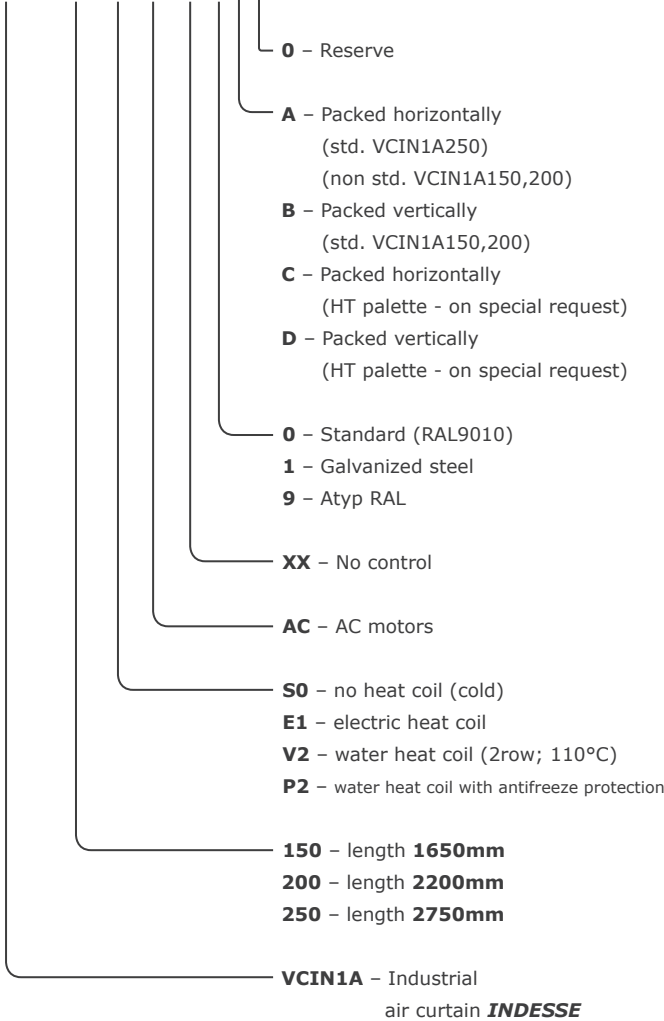 0 – Reserve
A – Packed horizontally
(std. VCIN1A250)
(non std. VCIN1A150,200)
B – Packed vertically
(std. VCIN1A150,200)
C – Packed horizontally
(HT palette - on special request)
D – Packed vertically
(HT palette - on special request)
0 – Standard (RAL9010)
1 – Galvanized steel
9 – Atyp RAL
XX – No control
AC – AC motors
S0 – no heat coil (cold)
E1 – electric heat coil
V2 – water heat coil (2row; 110°C)
P2 – water heat coil with antifreeze protection
150 – length 1650mm
200 – length 2200mm
250 – length 2750mm
VCIN1A – Industrial
air curtain INDESSE